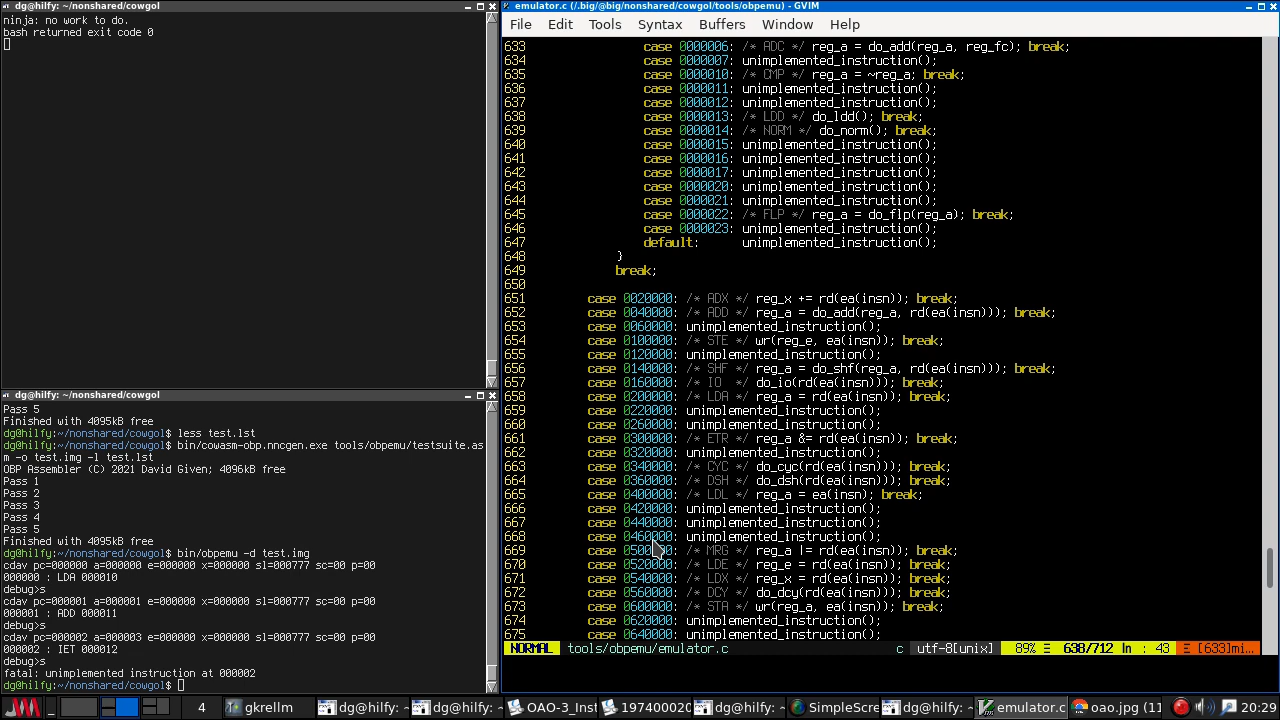 dg@hilfy: ~/nonshared/cowgol
ninja: no work to do.
bash returned exit code 0
dg@hilfy: ~/nonshared/cowgol
Pass 5
Finished with 4095kB free
dg@hilfy:~/nonshared/cowgol$ less test.lst
dg@hilfy:~/nonshared/cowgol$ bin/cowasm-obp.nncgen.exe tools/obpemu/testsuite.as
m -o test.img -l test.lst
OBP Assembler (C) 2021 David Given; 4096kB free
Pass 1
Pass 2
Pass 3
Pass 4
Pass 5
Finished with 4095kB free
dg@hilfy:~/nonshared/cowgol$ bin/obpemu -d test.img
cdav pc=000000 a=000000 e=000000 x=000000 sl=000777 sc=00 pc=00
000000 : LDA 000010
debug>s
cdav pc=000001 a=000001 e=000000 x=000000 sl=000777 sc=00 pc=00
000001 : ADD 000011
debug>s
cdav pc=000002 a=000003 e=000000 x=000000 sl=000777 sc=00 pc=00
000002 : IET 000012
debug>s
fatal: unimplemented instruction at 000002
dg@hilfy:~/nonshared/cowgol$
emulator.c (/.big/@big/nonshared/cowgol/tools/obpemu) - GVIM
File Edit Tools Syntax Buffers Window Help
633 case 0000006: /* ADC */ reg_a = do_add(reg_a, reg_fc); break;
634 case 0000007: unimplemented_instruction();
635 case 0000010: /* CMP */ reg_a = ~reg_a; break;
636 case 0000011: unimplemented_instruction();
637 case 0000012: unimplemented_instruction();
638 case 0000013: /* LDD */ do_ldd(); break;
639 case 0000014: /* NORM */ do_norm(); break;
640 case 0000015: unimplemented_instruction();
641 case 0000016: unimplemented_instruction();
642 case 0000017: unimplemented_instruction();
643 case 0000020: unimplemented_instruction();
644 case 0000021: unimplemented_instruction();
645 case 0000022: /* FLP */ reg_a = do_flp(reg_a); break;
646 case 0000023: unimplemented_instruction();
647 default: unimplemented_instruction();
648 }
649 break;
650
651 case 0020000: /* ADX */ reg_x += rd(ea(insn)); break;
652 case 0040000: /* ADD */ reg_a = do_add(reg_a, rd(ea(insn))); break;
653 case 0060000: unimplemented_instruction();
654 case 0100000: /* STE */ wr(reg_e, ea(insn)); break;
655 case 0120000: unimplemented_instruction();
656 case 0140000: /* SHF */ reg_a = do_shf(reg_a, rd(ea(insn))); break;
657 case 0160000: /* IO */ do_io(rd(ea(insn))); break;
658 case 0200000: /* LDA */ reg_a = rd(ea(insn)); break;
659 case 0220000: unimplemented_instruction();
660 case 0260000: unimplemented_instruction();
661 case 0300000: /* ETR */ reg_a &= rd(ea(insn)); break;
662 case 0320000: unimplemented_instruction();
663 case 0340000: /* CYC */ do_cyc(rd(ea(insn))); break;
664 case 0360000: /* DSH */ do_dsh(rd(ea(insn))); break;
665 case 0400000: /* LDL */ reg_a = ea(insn); break;
666 case 0420000: unimplemented_instruction();
667 case 0440000: unimplemented_instruction();
668 case 0460000: unimplemented_instruction();
669 case 0500000: /* MRG */ reg_a |= rd(ea(insn)); break;
670 case 0520000: /* LDE */ reg_e = rd(ea(insn)); break;
671 case 0540000: /* LDX */ reg_x = rd(ea(insn)); break;
672 case 0560000: /* DCY */ do_dcy(rd(ea(insn))); break;
673 case 0600000: /* STA */ wr(reg_a, ea(insn)); break;
674 case 0620000: unimplemented_instruction();
675 case 0640000: unimplemented_instruction();
NORMAL tools/obpemu/emulator.c c utf-8[unix] 89% Ξ 638/712 ln : 43 Ξ [633]mi…
4 gkrellm dg@hilfy: ~ dg@hilfy: ~ OAO-3_Inst 197400020 dg@hilfy: ~ SimpleScre dg@hilfy: ~ emulator.c oao.jpg (11 20:29